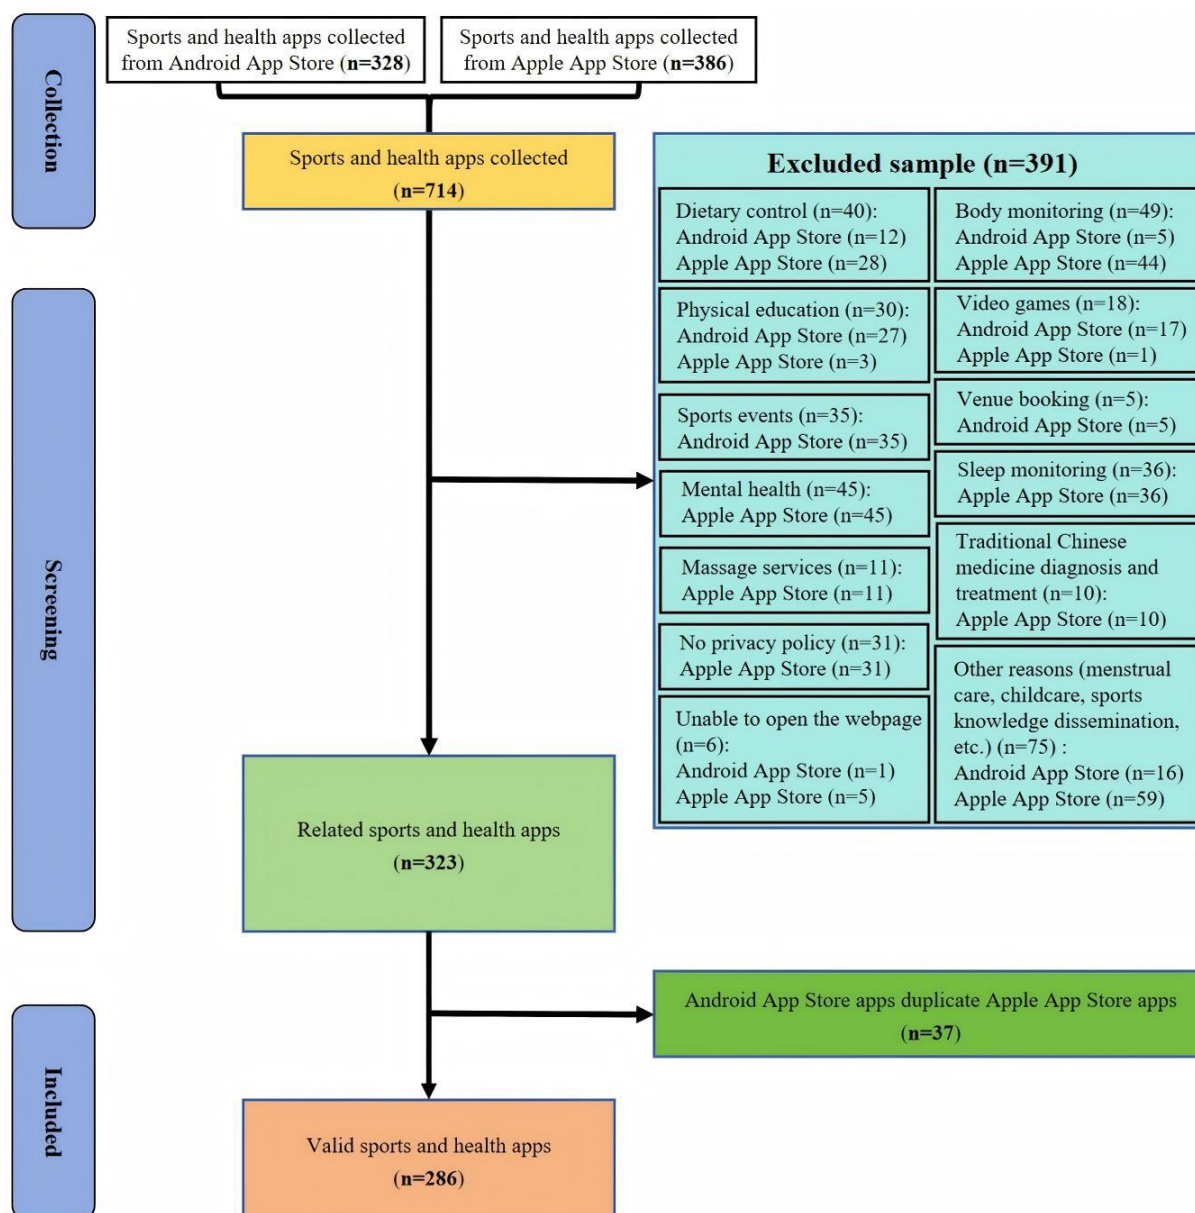 Collection
Sports and health apps collected
from Android App Store (n=328)
Sports and health apps collected
from Apple App Store (n=386)
Sports and health apps collected
(n=714)
Screening
Excluded sample (n=391)
Dietary control (n=40):
Android App Store (n=12)
Apple App Store (n=28)
Physical education (n=30):
Android App Store (n=27)
Apple App Store (n=3)
Sports events (n=35):
Android App Store (n=35)
Mental health (n=45):
Apple App Store (n=45)
Massage services (n=11):
Apple App Store (n=11)
No privacy policy (n=31):
Apple App Store (n=31)
Unable to open the webpage
(n=6):
Android App Store (n=1)
Apple App Store (n=5)
Body monitoring (n=49):
Android App Store (n=5)
Apple App Store (n=44)
Video games (n=18):
Android App Store (n=17)
Apple App Store (n=1)
Venue booking (n=5):
Android App Store (n=5)
Sleep monitoring (n=36):
Apple App Store (n=36)
Traditional Chinese
medicine diagnosis and
treatment (n=10):
Apple App Store (n=10)
Other reasons (menstrual
care, childcare, sports
knowledge dissemination,
etc.) (n=75) :
Android App Store (n=16)
Apple App Store (n=59)
Related sports and health apps
(n=323)
Android App Store apps duplicate Apple App Store apps
(n=37)
Included
Valid sports and health apps
(n=286)